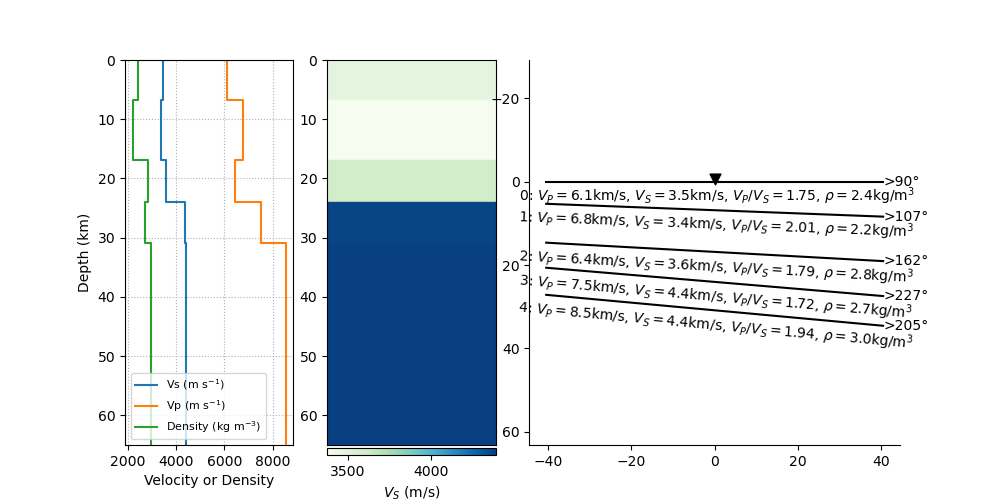 0
10
20
30
40
50
60
Depth (km)
2000 4000 6000 8000
Velocity or Density
Vs (m s⁻¹)
Vp (m s⁻¹)
Density (kg m⁻³)
0
10
20
30
40
50
60
3500 4000
V_S (m/s)
−20
0
20
40
60
−40 −20 0 20 40
>90°
0: V_P = 6.1km/s, V_S = 3.5km/s, V_P/V_S = 1.75, ρ = 2.4kg/m³
>107°
1: V_P = 6.8km/s, V_S = 3.4km/s, V_P/V_S = 2.01, ρ = 2.2kg/m³
>162°
2: V_P = 6.4km/s, V_S = 3.6km/s, V_P/V_S = 1.79, ρ = 2.8kg/m³
>227°
3: V_P = 7.5km/s, V_S = 4.4km/s, V_P/V_S = 1.72, ρ = 2.7kg/m³
>205°
4: V_P = 8.5km/s, V_S = 4.4km/s, V_P/V_S = 1.94, ρ = 3.0kg/m³